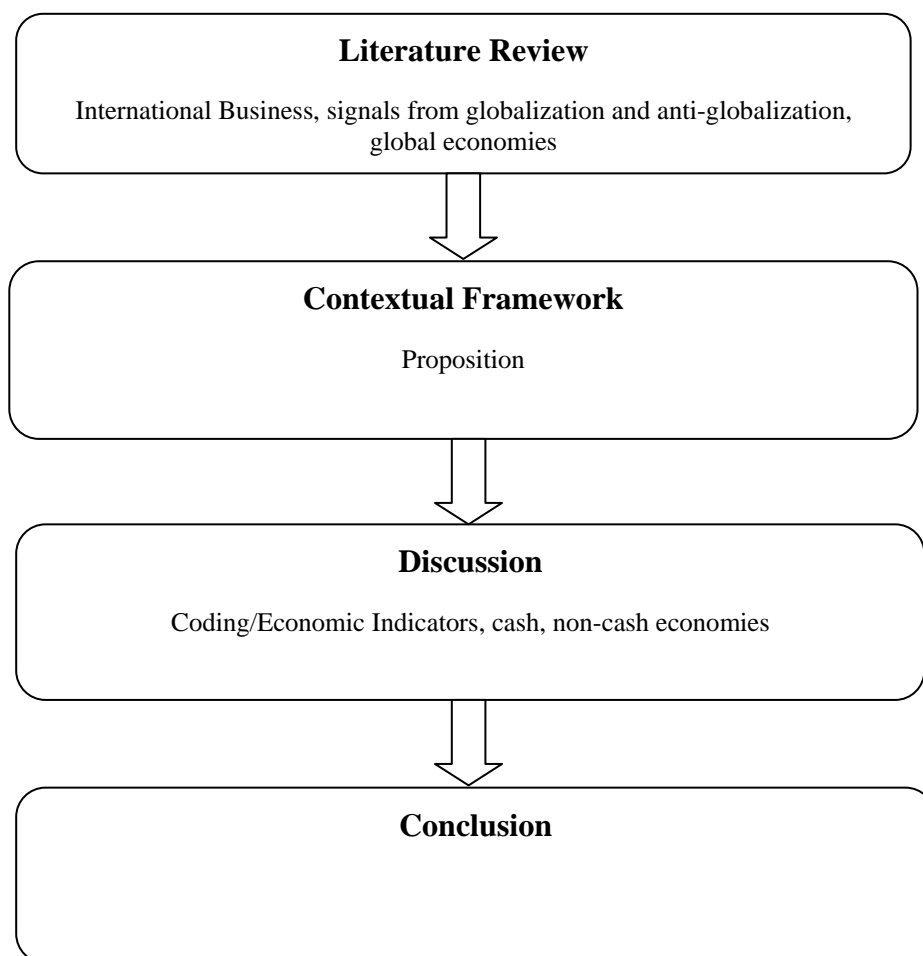 Literature Review
International Business, signals from globalization and anti-globalization,
global economies
Contextual Framework
Proposition
Discussion
Coding/Economic Indicators, cash, non-cash economies
Conclusion